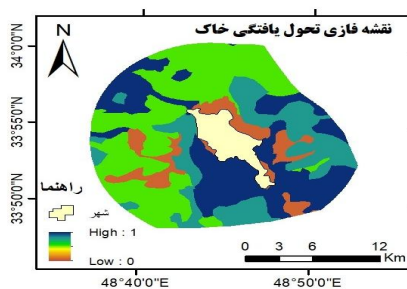 نقشه فازی تحول یافتگی خاک
N
34°0'0"N
33°55'0"N
33°50'0"N
راهنما
شهر
High : 1
Low : 0
0 3 6 12
Km
48°40'0"E 48°50'0"E